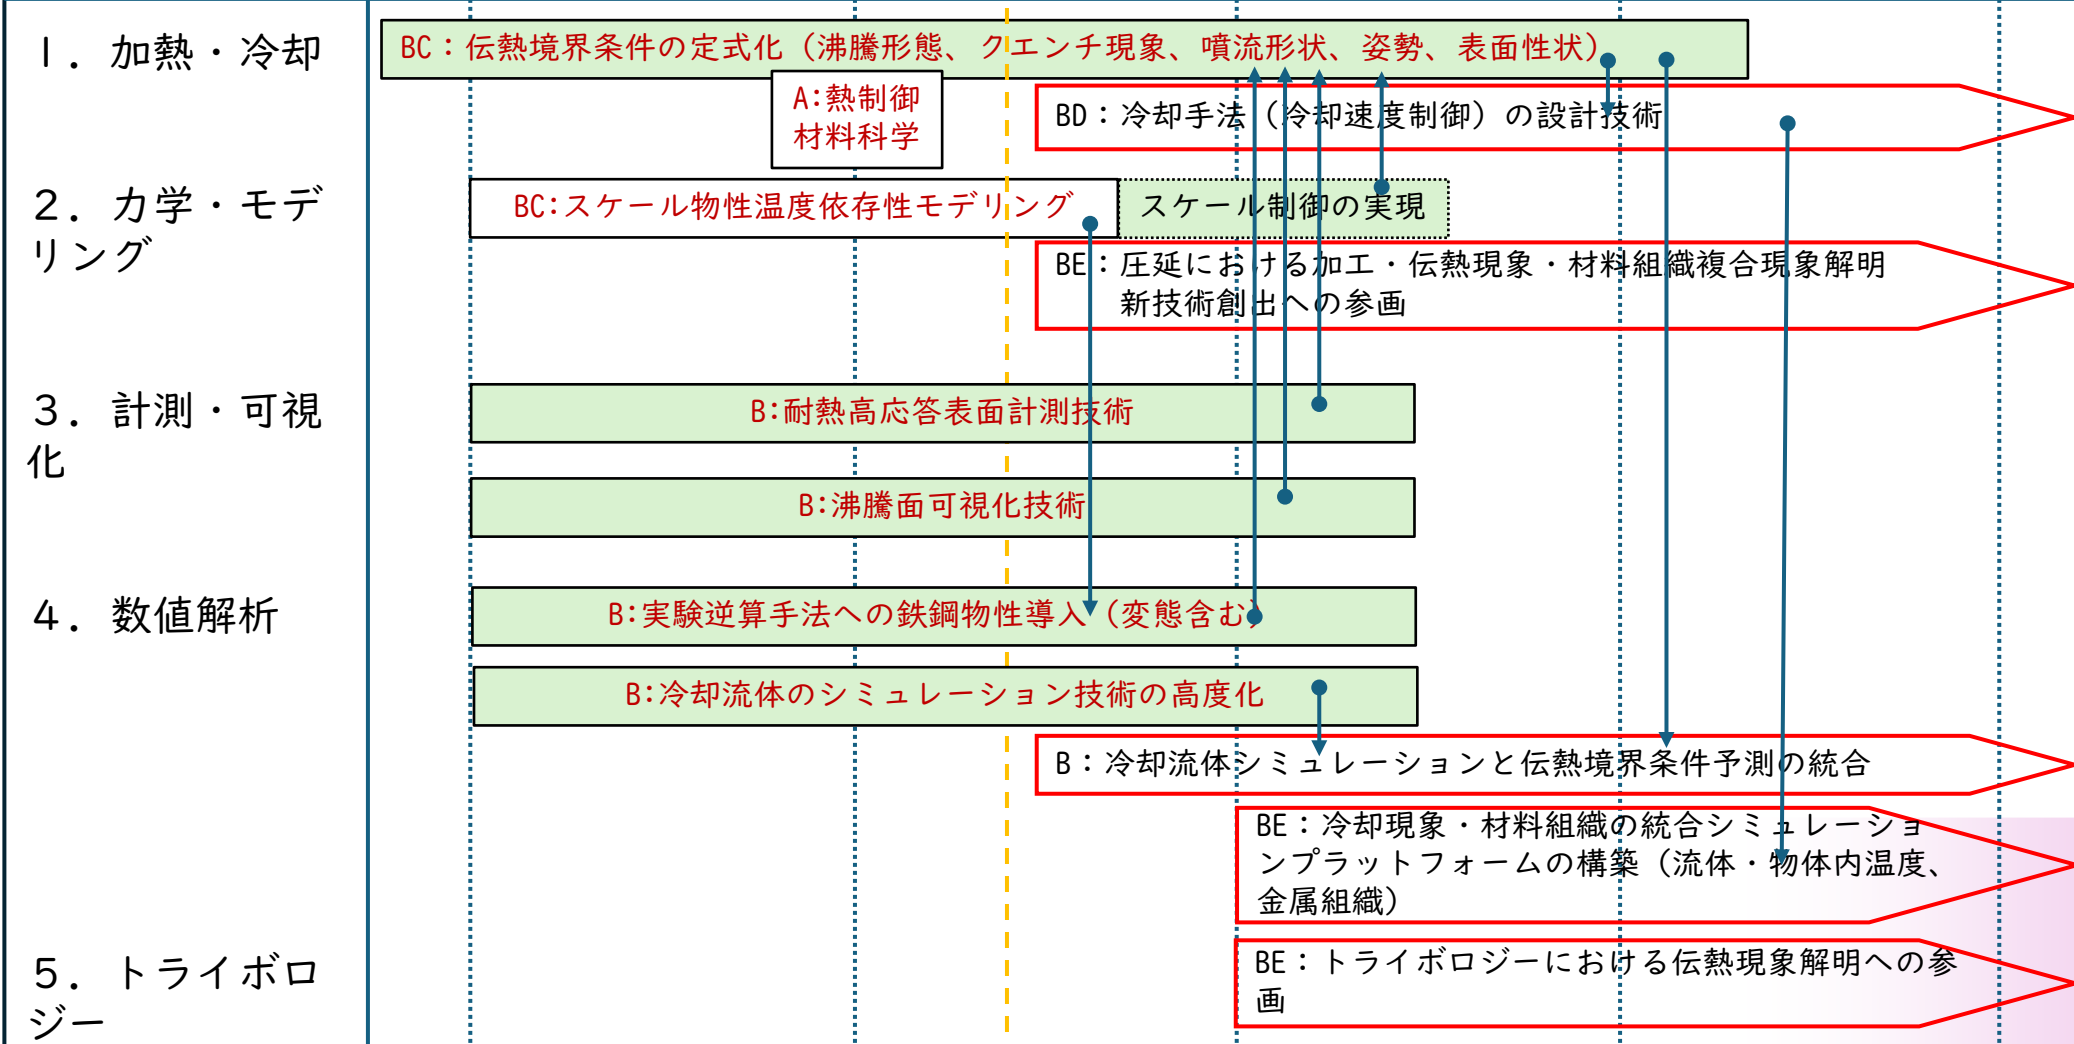 1．加熱・冷却
BC：伝熱境界条件の定式化（沸騰形態、クエンチ現象、噴流形状、姿勢、表面性状）
A:熱制御
材料科学
BD：冷却手法（冷却速度制御）の設計技術
２．力学・モデ
リング
BC:スケール物性温度依存性モデリング
スケール制御の実現
BE：圧延における加工・伝熱現象・材料組織複合現象解明
新技術創出への参画
３．計測・可視
化
B:耐熱高応答表面計測技術
B:沸騰面可視化技術
４．数値解析
B:実験逆算手法への鉄鋼物性導入（変態含む）
B:冷却流体のシミュレーション技術の高度化
B：冷却流体シミュレーションと伝熱境界条件予測の統合
BE：冷却現象・材料組織の統合シミュレーショ
ンプラットフォームの構築（流体・物体内温度、
金属組織）
５．トライボロ
ジー
BE：トライボロジーにおける伝熱現象解明への参
画